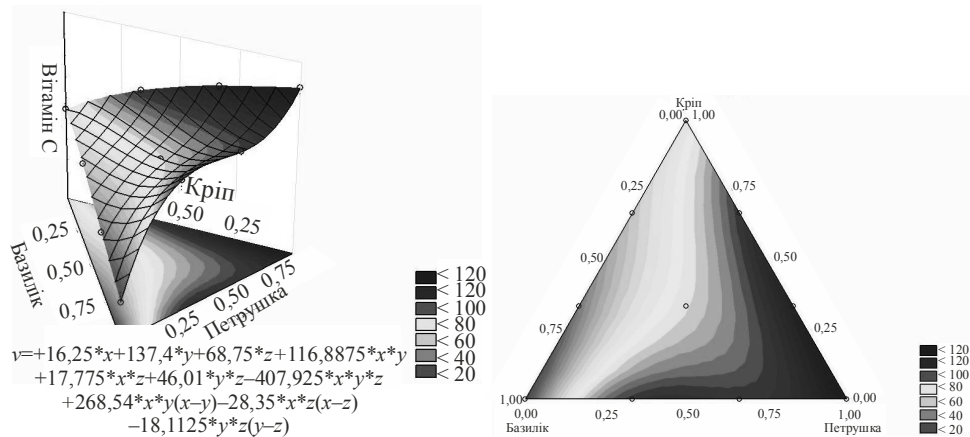 Вітамін С
Кріп
0,50 0,25
0,25
0,50
0,75
Базилік
0,25
0,50
0,75
Петрушка
< 120
< 120
< 100
< 80
< 60
< 40
< 20
v=+16,25*x+137,4*y+68,75*z+116,8875*x*y
+17,775*x*z+46,01*y*z–407,925*x*y*z
+268,54*x*y(x–y)–28,35*x*z(x–z)
–18,1125*y*z(y–z)
Кріп
0,00 1,00
0,25 0,75
0,50 0,50
0,75 0,25
1,00 0,00
0,00 0,25 0,50 0,75 1,00
Базилік Петрушка
< 120
< 120
< 100
< 80
< 60
< 40
< 20